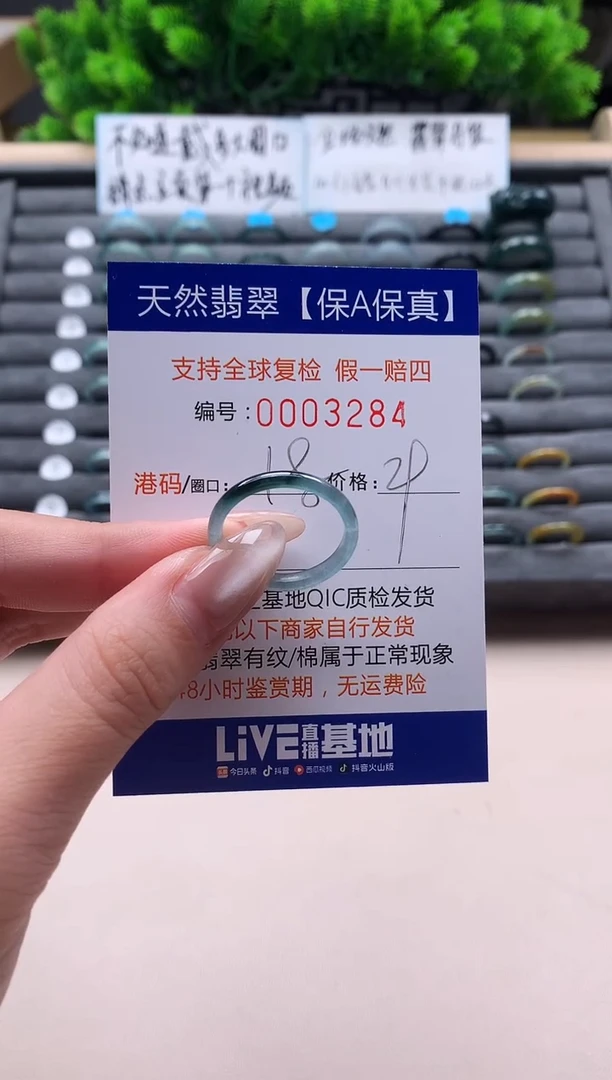 天然翡翠【保A保真】
支持全球复检 假一赔四
编号:0003284
港码/圈口: 18 价格: 29
基地QIC质检发货
以下商家自行发货
翡翠有纹/棉属于正常现象
48小时鉴赏期，无运费险
LiVE直播基地
今日头条 抖音 西瓜视频 抖音火山版